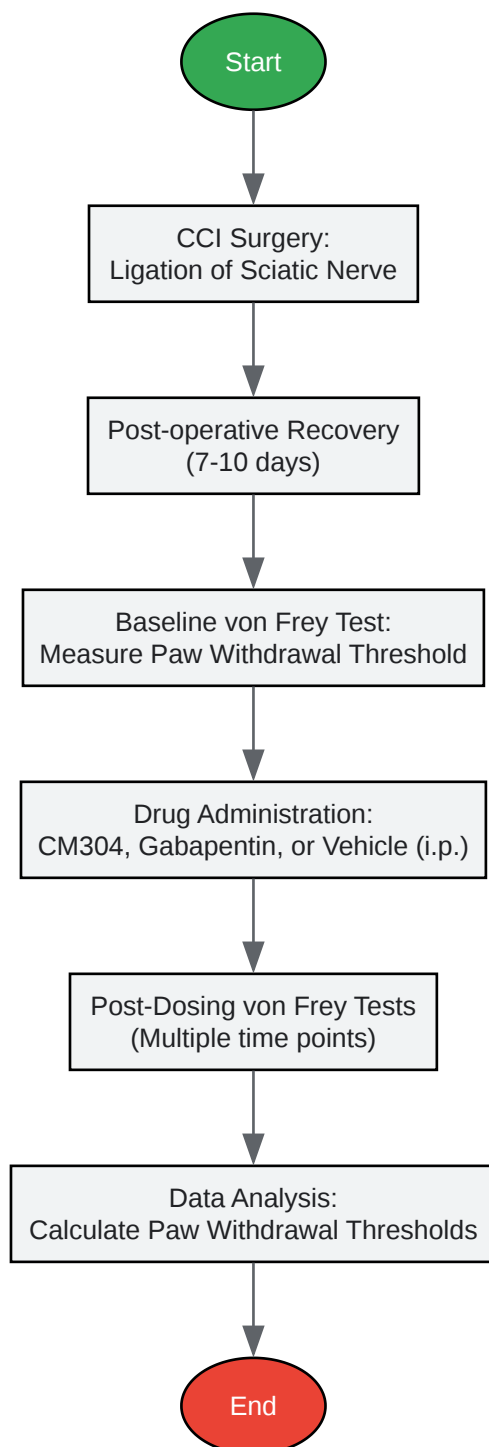 Start
CCI Surgery:
Ligation of Sciatic Nerve
Post-operative Recovery
(7-10 days)
Baseline von Frey Test:
Measure Paw Withdrawal Threshold
Drug Administration:
CM304, Gabapentin, or Vehicle (i.p.)
Post-Dosing von Frey Tests
(Multiple time points)
Data Analysis:
Calculate Paw Withdrawal Thresholds
End